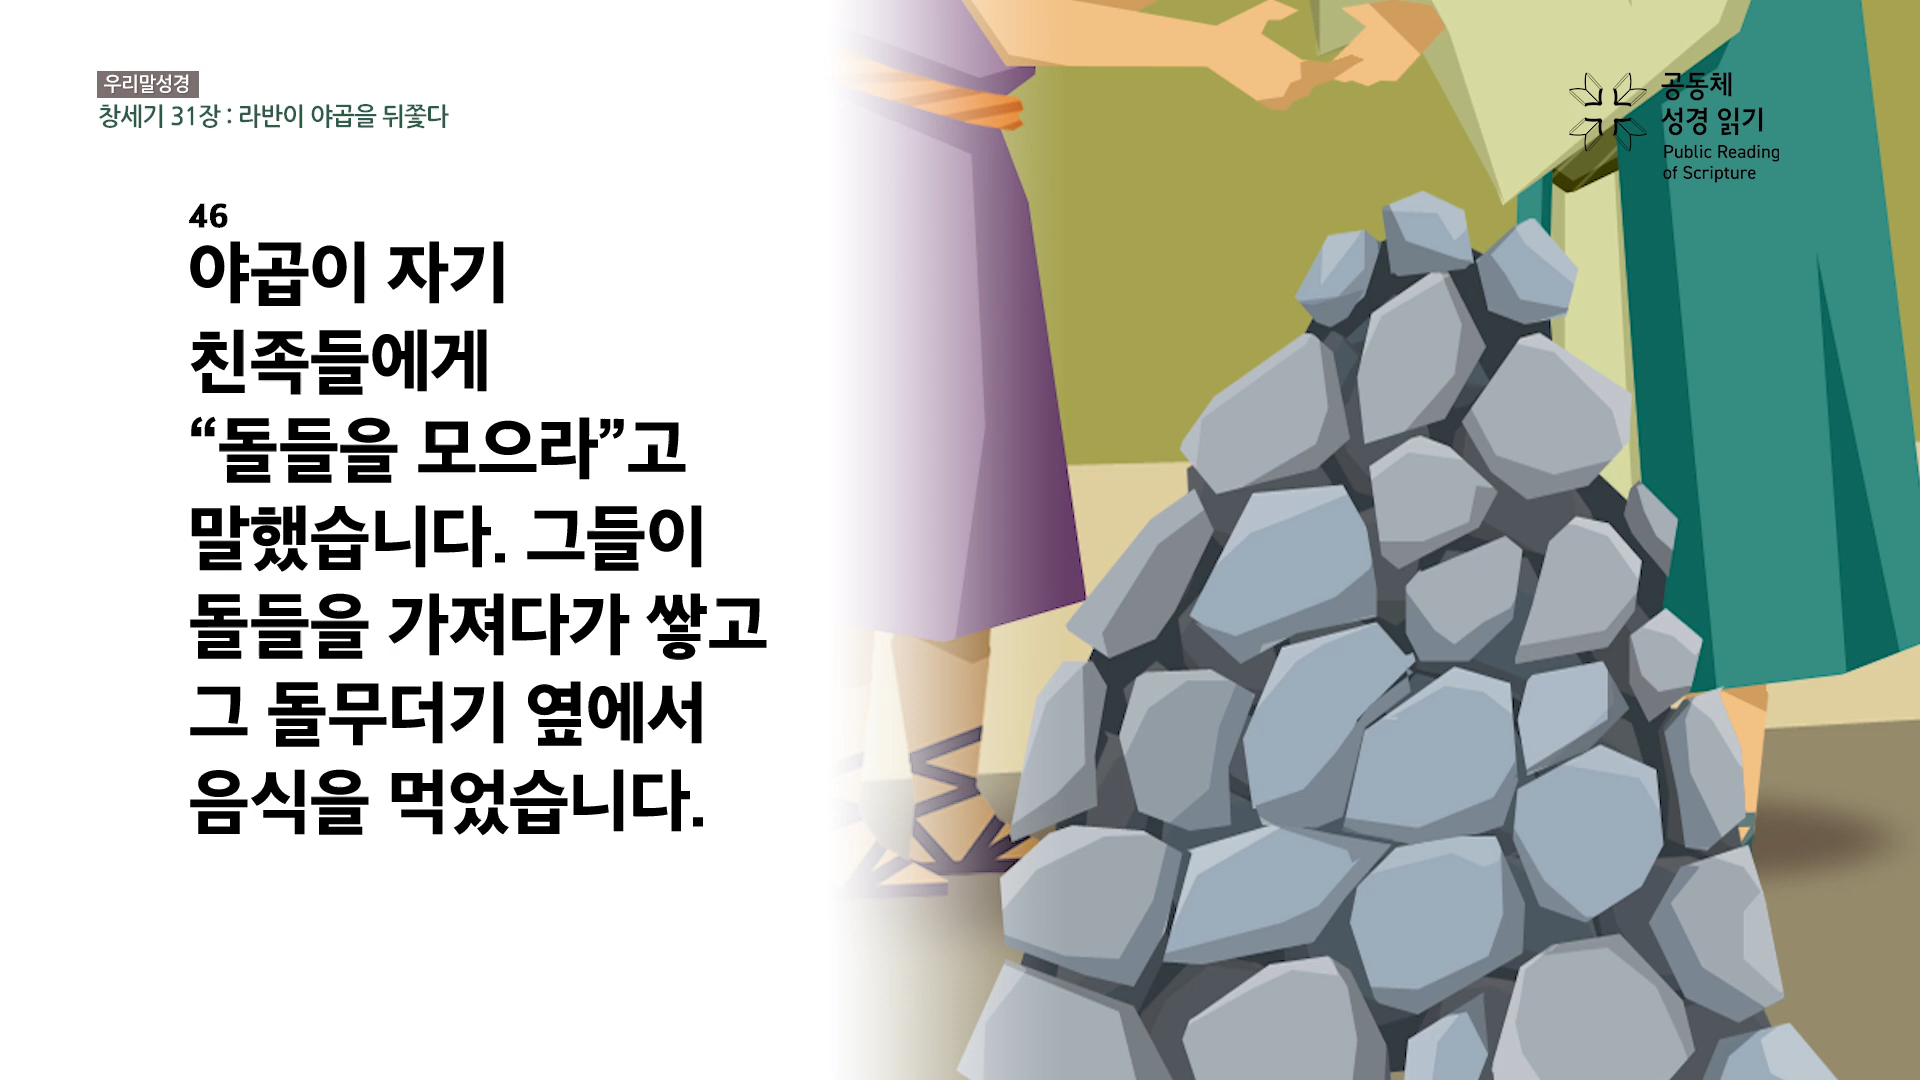 우리말성경
창세기 31장 : 라반이 야곱을 뒤쫓다
공동체
성경 읽기
Public Reading
of Scripture
46
야곱이 자기
친족들에게
“돌들을 모으라”고
말했습니다. 그들이
돌들을 가져다가 쌓고
그 돌무더기 옆에서
음식을 먹었습니다.